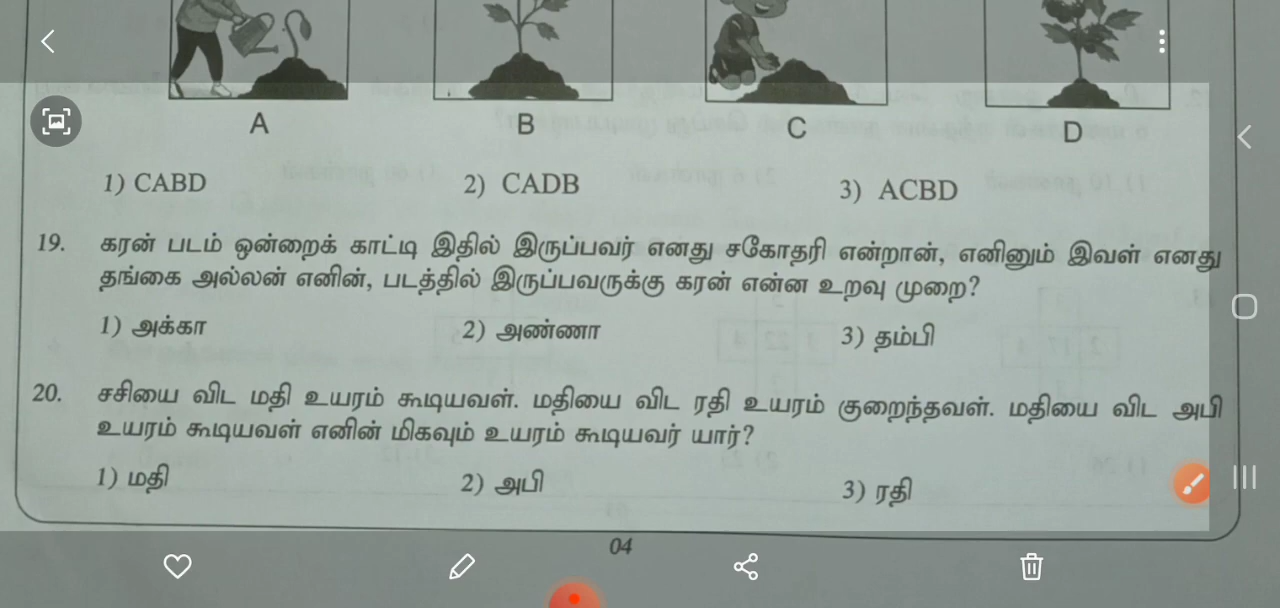 A B C D
1) CABD 2) CADB 3) ACBD
19. கரன் படம் ஒன்றைக் காட்டி இதில் இருப்பவர் எனது சகோதரி என்றான், எனினும் இவள் எனது
தங்கை அல்லன் எனின், படத்தில் இருப்பவருக்கு கரன் என்ன உறவு முறை?
1) அக்கா 2) அண்ணா 3) தம்பி
20. சசியை விட மதி உயரம் கூடியவள். மதியை விட ரதி உயரம் குறைந்தவள். மதியை விட அபி
உயரம் கூடியவள் எனின் மிகவும் உயரம் கூடியவர் யார்?
1) மதி 2) அபி 3) ரதி
04